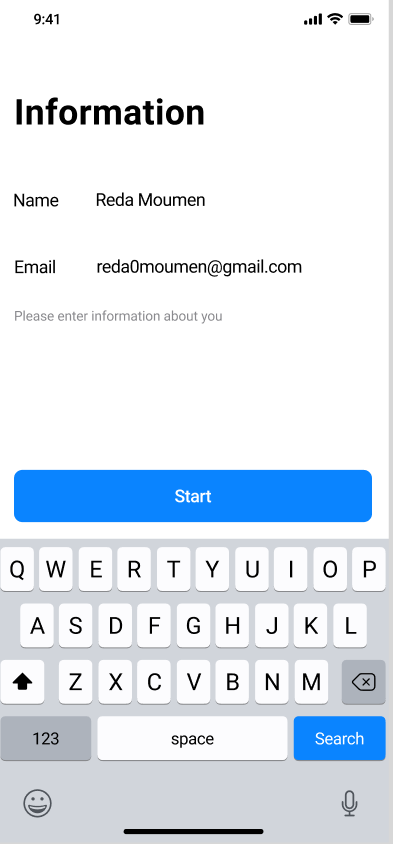 9:41
Information
Name Reda Moumen
Email reda0moumen@gmail.com
Please enter information about you
Start
Q W E R T Y U I O P
A S D F G H J K L
Z X C V B N M
123 space Search